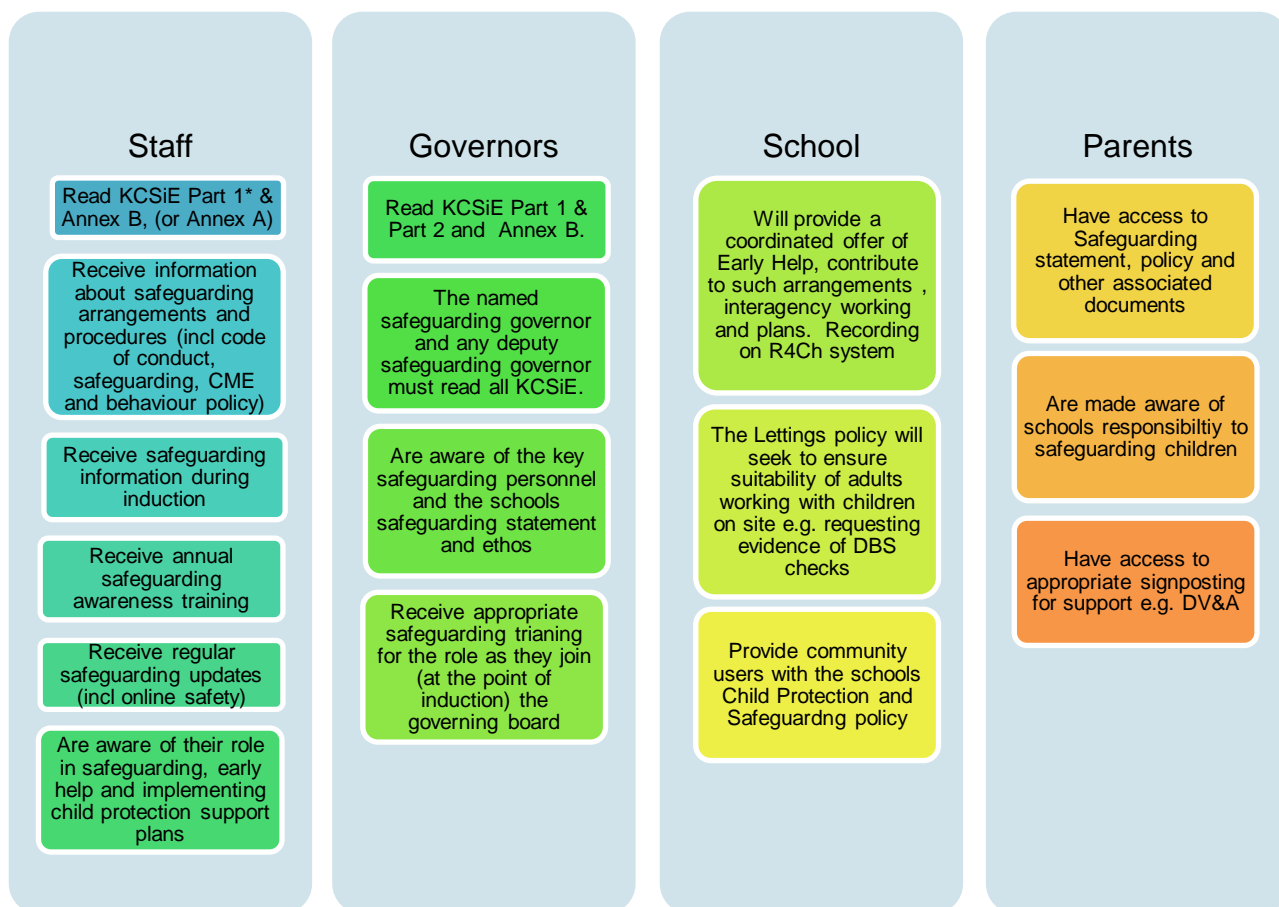 Staff
Read KCSiE Part 1* &
Annex B, (or Annex A)
Receive information
about safeguarding
arrangements and
procedures (incl code
of conduct,
safeguarding, CME
and behaviour policy)
Receive safeguarding
information during
induction
Receive annual
safeguarding
awareness training
Receive regular
safeguarding updates
(incl online safety)
Are aware of their role
in safeguarding, early
help and implementing
child protection support
plans
Governors
Read KCSiE Part 1 &
Part 2 and Annex B.
The named
safeguarding governor
and any deputy
safeguarding governor
must read all KCSiE.
Are aware of the key
safeguarding personnel
and the schools
safeguarding statement
and ethos
Receive appropriate
safeguarding trianing
for the role as they join
(at the point of
induction) the
governing board
School
Will provide a
coordinated offer of
Early Help, contribute
to such arrangements ,
interagency working
and plans. Recording
on R4Ch system
The Lettings policy will
seek to ensure
suitability of adults
working with children
on site e.g. requesting
evidence of DBS
checks
Provide community
users with the schools
Child Protection and
Safeguardng policy
Parents
Have access to
Safeguarding
statement, policy and
other associated
documents
Are made aware of
schools responsibiltiy to
safeguarding children
Have access to
appropriate signposting
for support e.g. DV&A